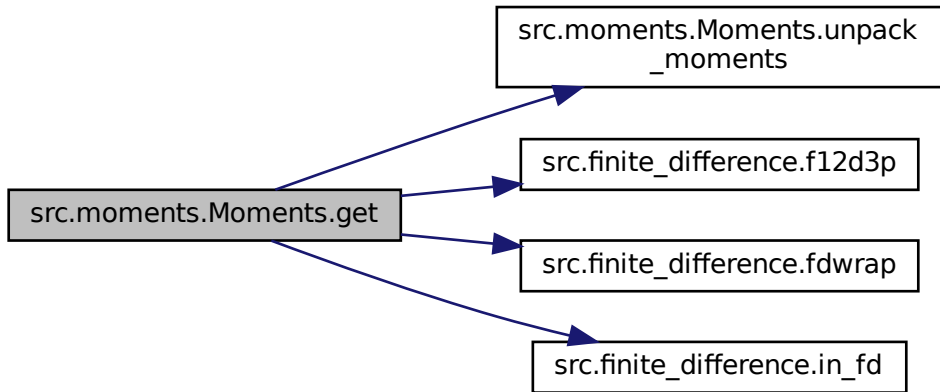 src.moments.Moments.unpack
_moments
src.finite_difference.f12d3p
src.moments.Moments.get
src.finite_difference.fdwrap
src.finite_difference.in_fd